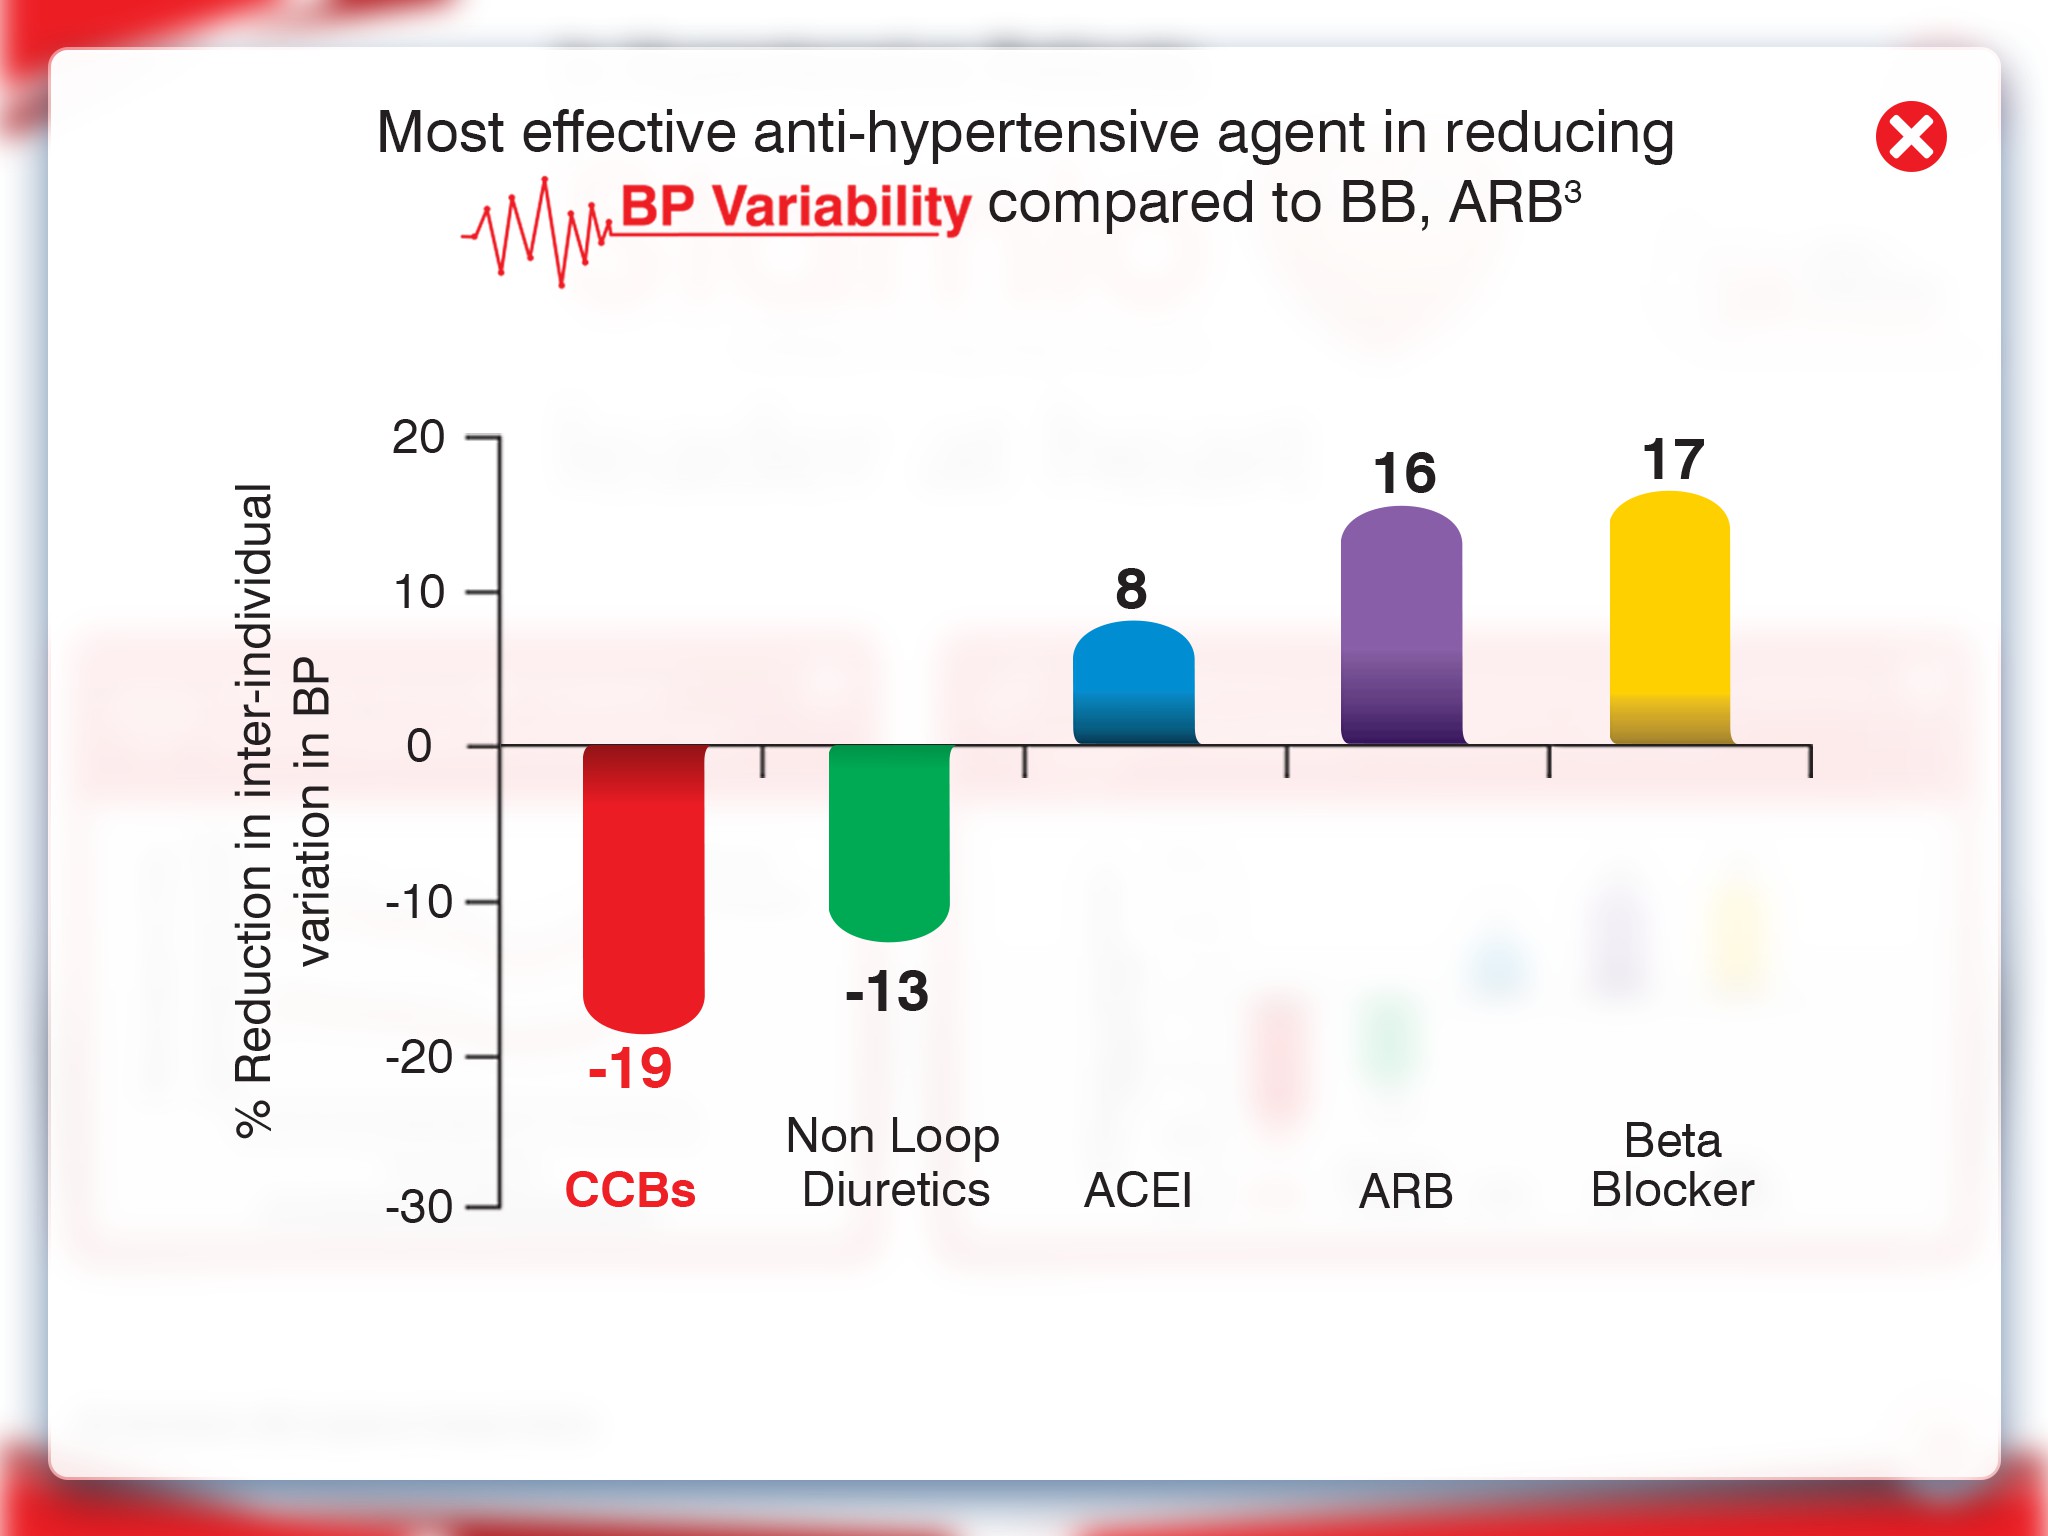 Most effective anti-hypertensive agent in reducing
BP Variability compared to BB, ARB³
% Reduction in inter-individual
variation in BP
20
10
0
-10
-20
-30
-19
-13
8
16
17
CCBs
Non Loop
Diuretics
ACEI
ARB
Beta
Blocker